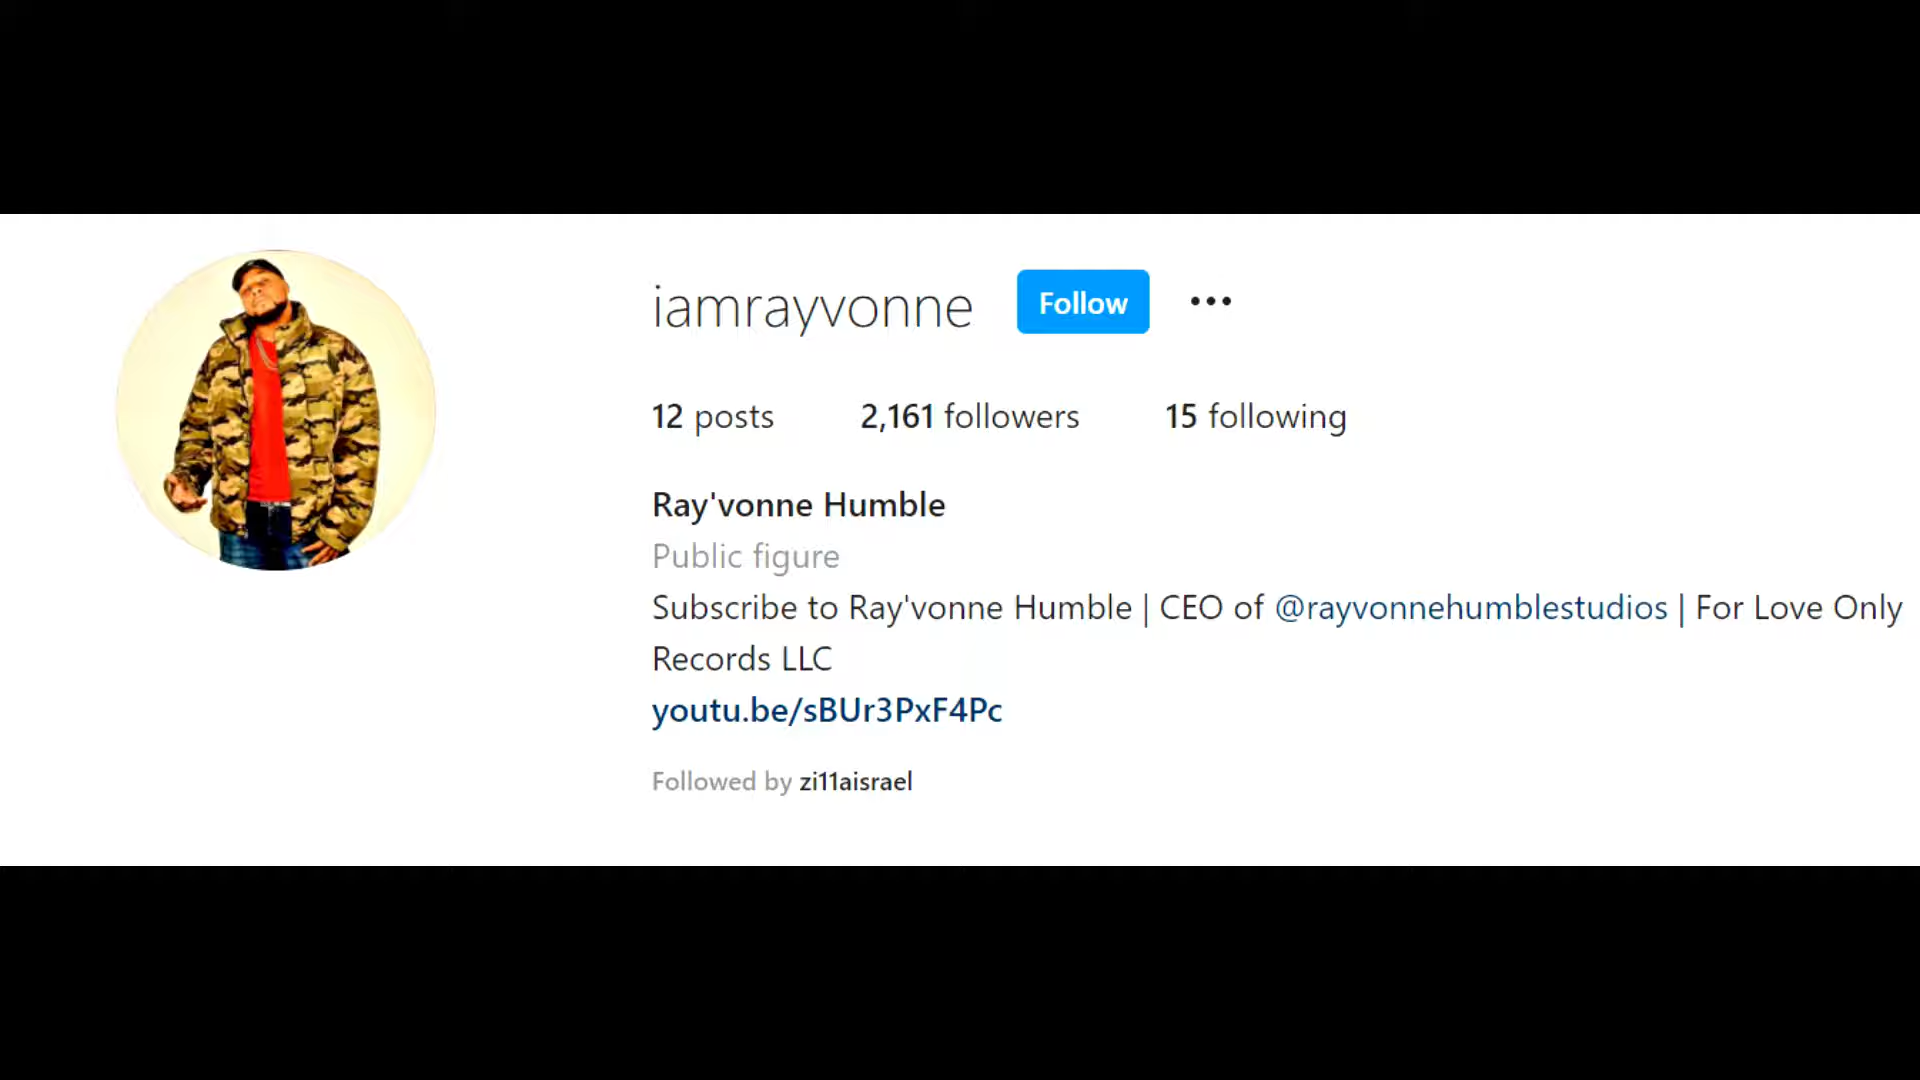 iamrayvonne Follow
12 posts 2,161 followers 15 following
Ray'vonne Humble
Public figure
Subscribe to Ray'vonne Humble | CEO of @rayvonnehumblestudios | For Love Only
Records LLC
youtu.be/sBUr3PxF4Pc
Followed by zi11aisrael